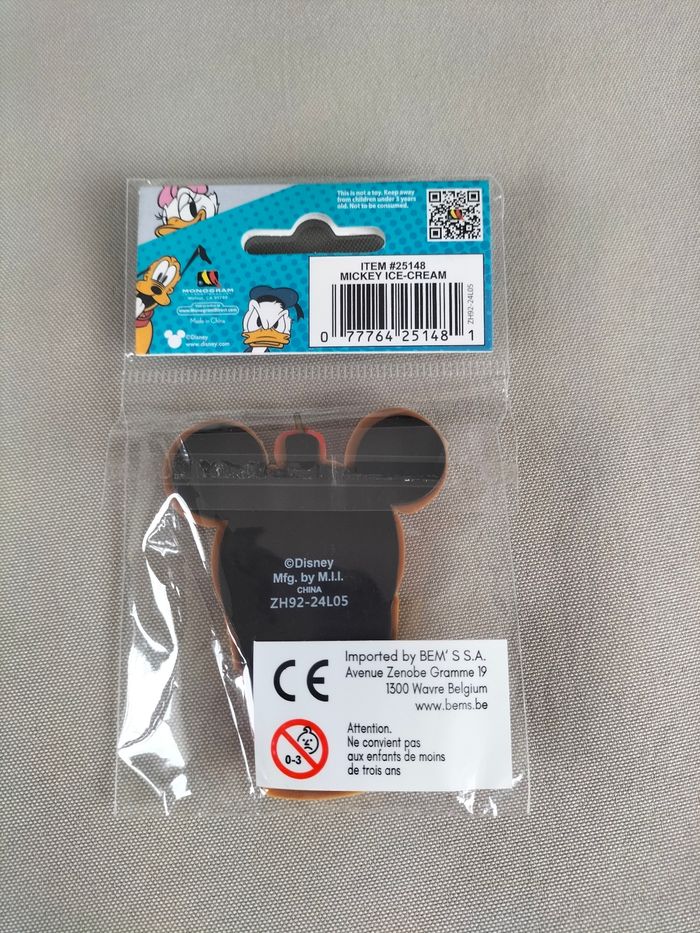 This is not a toy. Keep away
from children under 3 years
old. Not to be consumed.
ITEM #25148
MICKEY ICE-CREAM
0 77764 25148 1
ZH92-24L05
MONOGRAM
www.MonogramDirect.com
Made in China
©Disney
www.disney.com
©Disney
Mfg. by M.I.I.
CHINA
ZH92-24L05
CE
Imported by BEM' S S.A.
Avenue Zenobe Gramme 19
1300 Wavre Belgium
www.bems.be
0-3
Attention.
Ne convient pas
aux enfants de moins
de trois ans